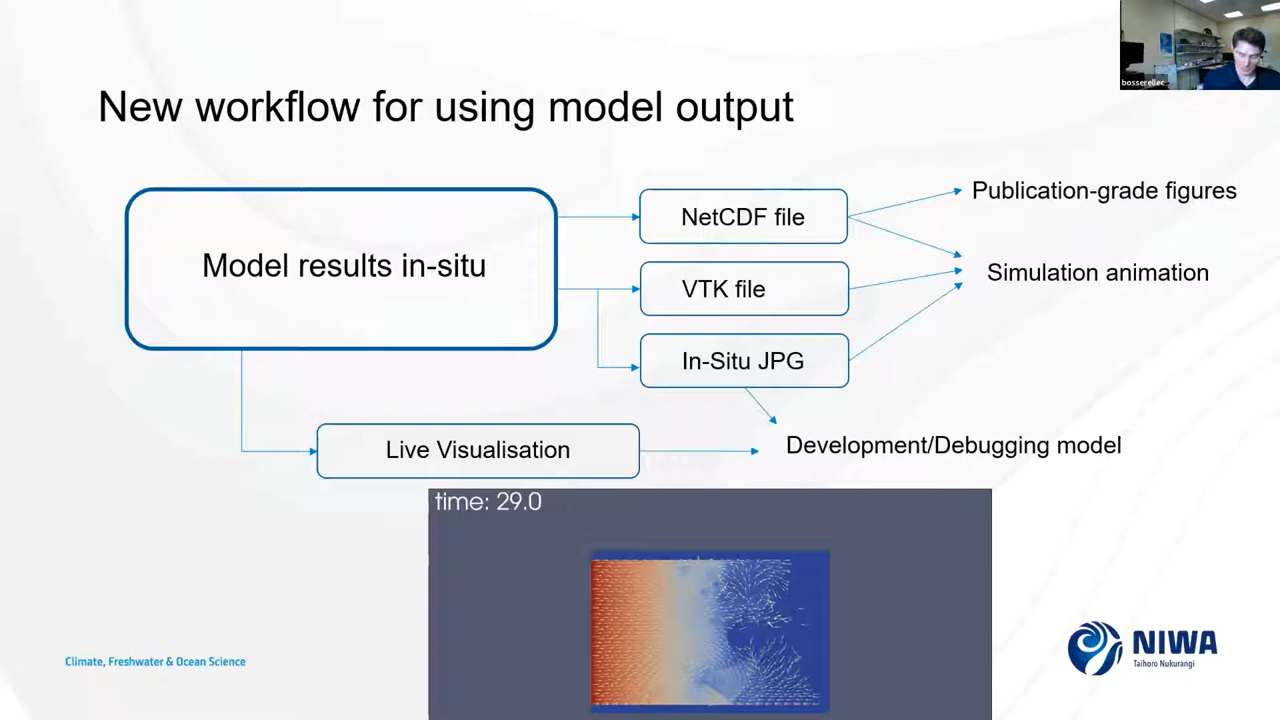 bosserellec
New workflow for using model output
Model results in-situ
NetCDF file
VTK file
In-Situ JPG
Publication-grade figures
Simulation animation
Live Visualisation
Development/Debugging model
time: 29.0
Climate, Freshwater & Ocean Science
NIWA
Taihoro Nukurangi